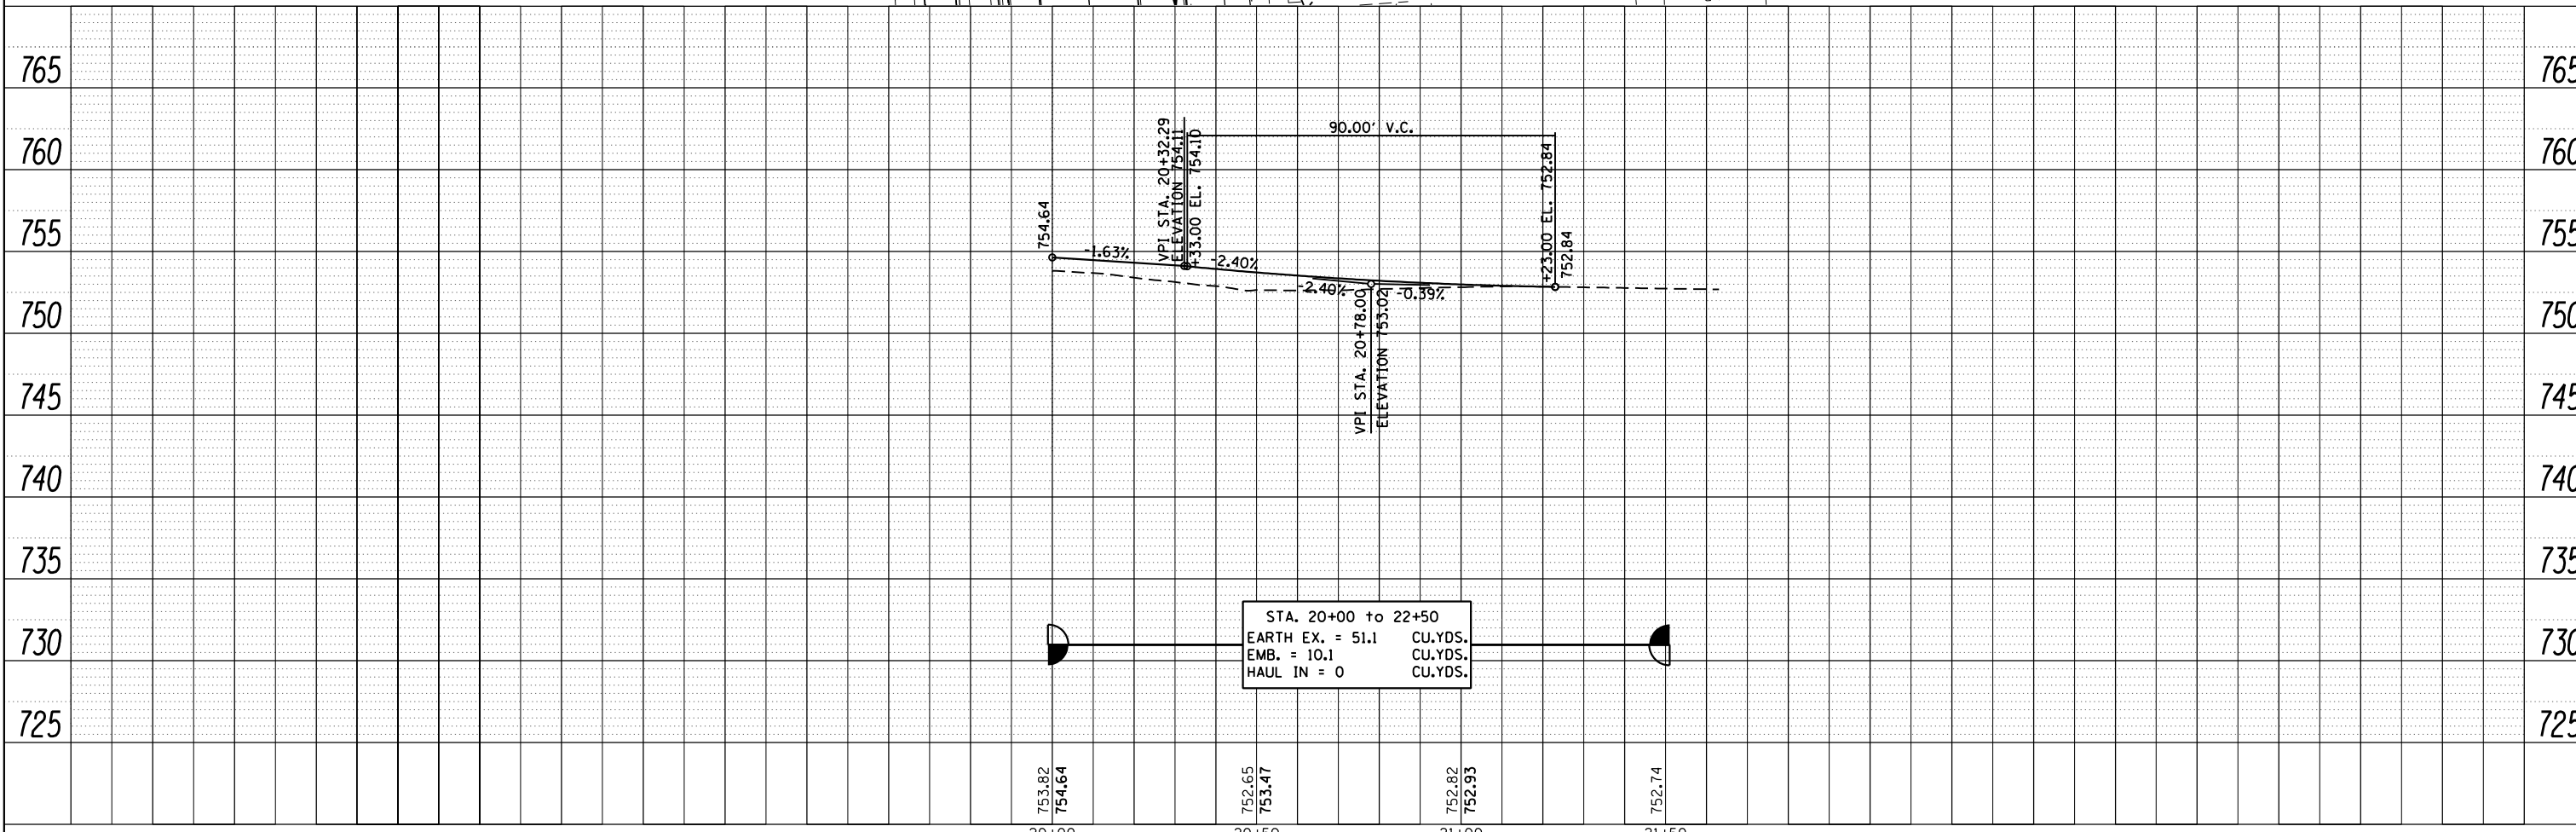 765 765
760 760
755 755
750 750
745 745
740 740
735 735
730 730
725 725
90.00' V.C.
VPI STA. 20+32.29
ELEVATION 754.11
+33.00 EL. 754.10
+23.00 EL. 752.84
752.84
754.64
-1.63%
-2.40%
-2.40%
-0.39%
VPI STA. 20+78.00
ELEVATION 753.02
STA. 20+00 to 22+50
EARTH EX. = 51.1 CU.YDS.
EMB. = 10.1 CU.YDS.
HAUL IN = 0 CU.YDS.
753.82
754.64
752.65
753.47
752.82
752.93
752.74